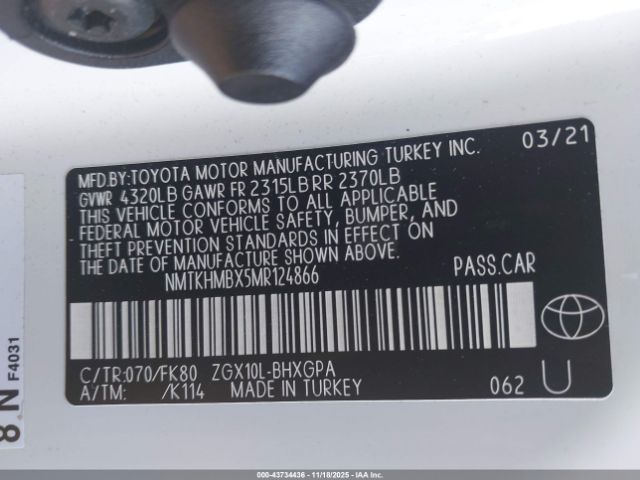 MFD.BY:TOYOTA MOTOR MANUFACTURING TURKEY INC. 03/21
GVWR 4320LB GAWR FR 2315LB RR 2370LB
THIS VEHICLE CONFORMS TO ALL APPLICABLE
FEDERAL MOTOR VEHICLE SAFETY, BUMPER, AND
THEFT PREVENTION STANDARDS IN EFFECT ON
THE DATE OF MANUFACTURE SHOWN ABOVE.
NMTKHMBX5MR124866 PASS.CAR
C/TR:070/FK80 ZGX10L-BHXGPA
A/TM: /K114 MADE IN TURKEY 062 U
8 N F4031
000-43734436 - 11/18/2025 - IAA Inc.